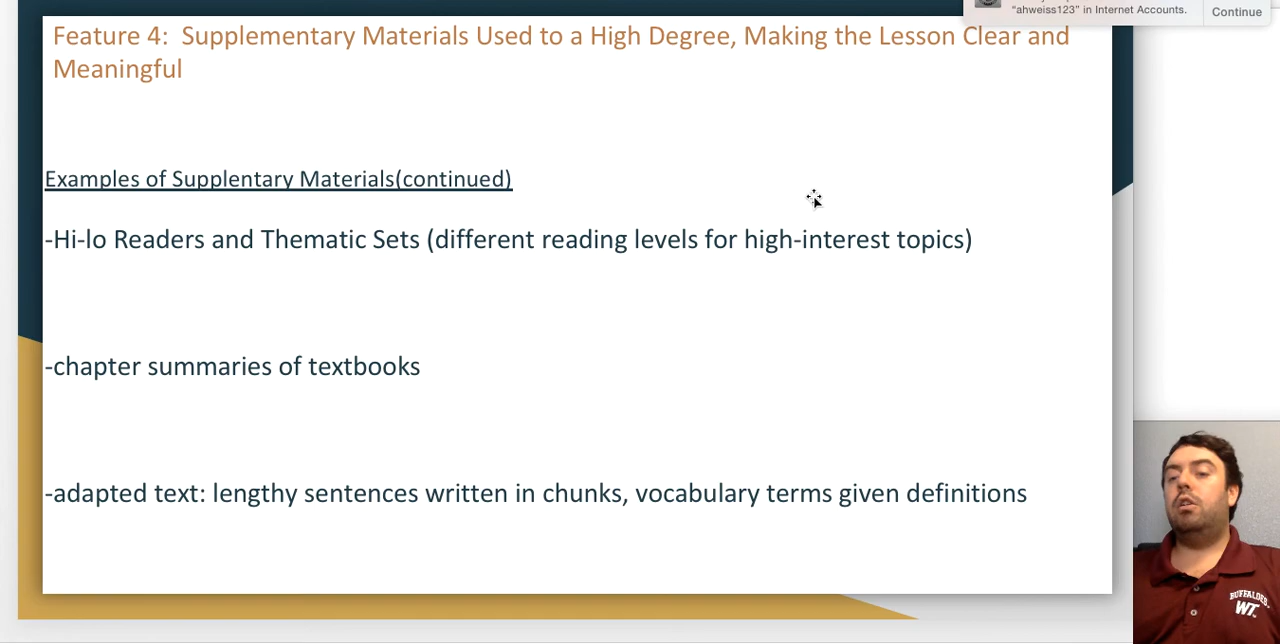 "ahweiss123" in Internet Accounts.
Continue
Feature 4:  Supplementary Materials Used to a High Degree, Making the Lesson Clear and
Meaningful
Examples of Supplentary Materials(continued)
-Hi-lo Readers and Thematic Sets (different reading levels for high-interest topics)
-chapter summaries of textbooks
-adapted text: lengthy sentences written in chunks, vocabulary terms given definitions
BUFFALOES
WT